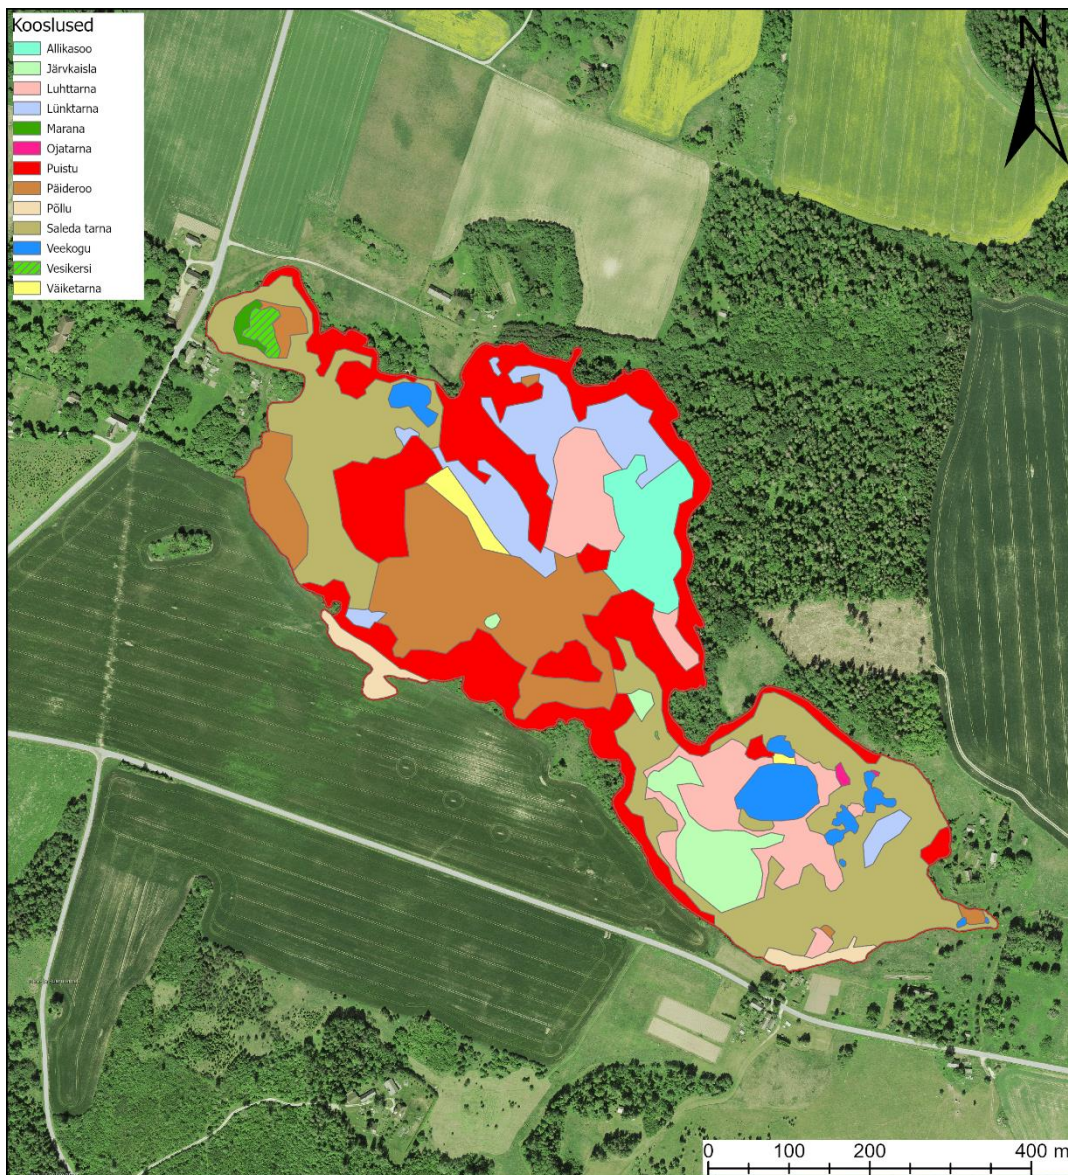 Kooslused
Allikasoo
Järvkaisla
Luhttarna
Lünktarna
Marana
Ojatarna
Puistu
Päideroo
Põllu
Saleda tarna
Veekogu
Vesikersi
Väiketarna
N
0 100 200 400 m